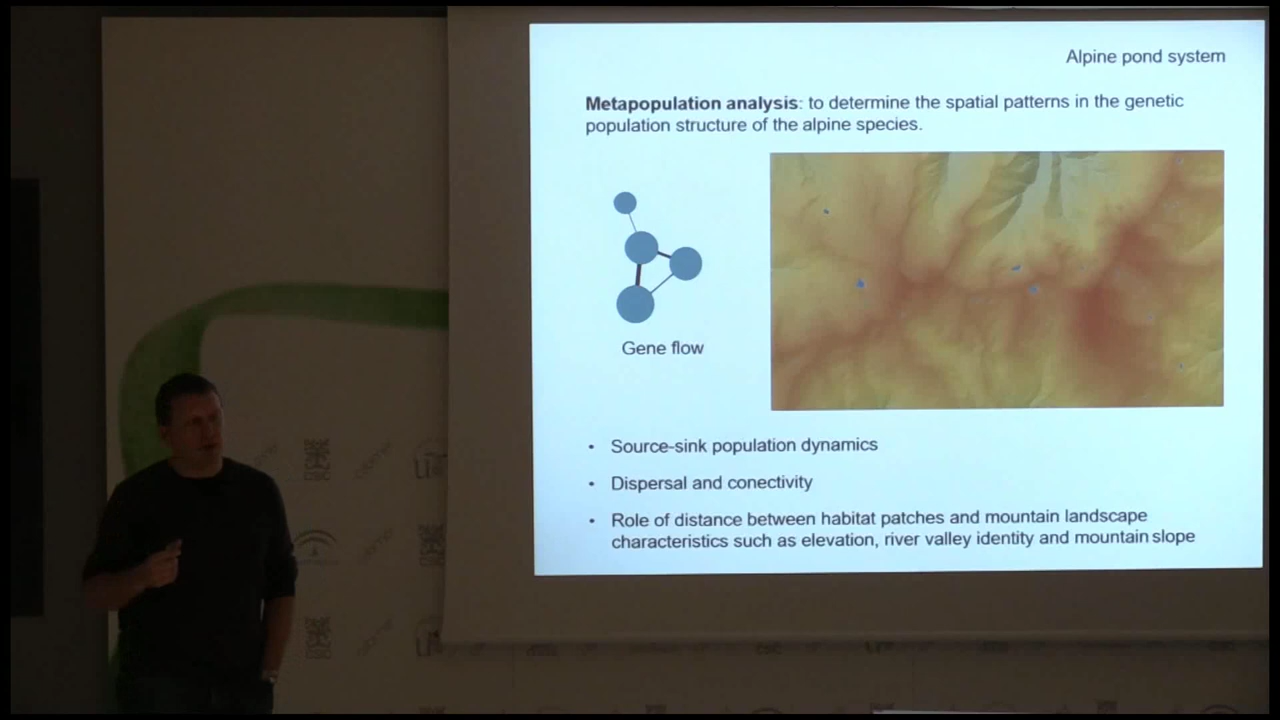 Alpine pond system
Metapopulation analysis: to determine the spatial patterns in the genetic
population structure of the alpine species.
Gene flow
• Source-sink population dynamics
• Dispersal and conectivity
• Role of distance between habitat patches and mountain landscape
characteristics such as elevation, river valley identity and mountain slope